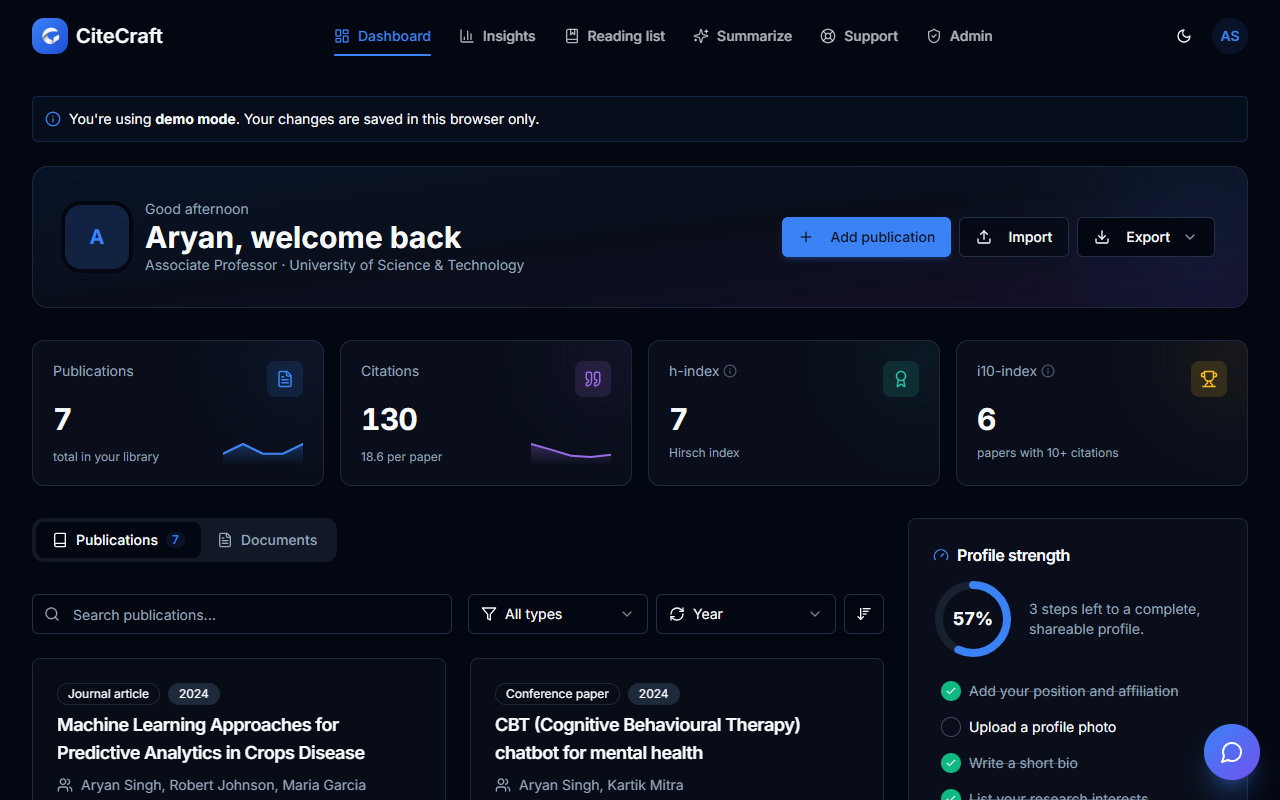 CiteCraft
Dashboard
Insights
Reading list
Summarize
Support
Admin
AS
You're using demo mode. Your changes are saved in this browser only.
A
Good afternoon
Aryan, welcome back
Associate Professor · University of Science & Technology
Add publication
Import
Export
Publications
7
total in your library
Citations
130
18.6 per paper
h-index
7
Hirsch index
i10-index
6
papers with 10+ citations
Publications 7
Documents
Search publications...
All types
Year
Journal article 2024
Machine Learning Approaches for
Predictive Analytics in Crops Disease
Aryan Singh, Robert Johnson, Maria Garcia
Conference paper 2024
CBT (Cognitive Behavioural Therapy)
chatbot for mental health
Aryan Singh, Kartik Mitra
Profile strength
57%
3 steps left to a complete,
shareable profile.
Add your position and affiliation
Upload a profile photo
Write a short bio
List your research interests